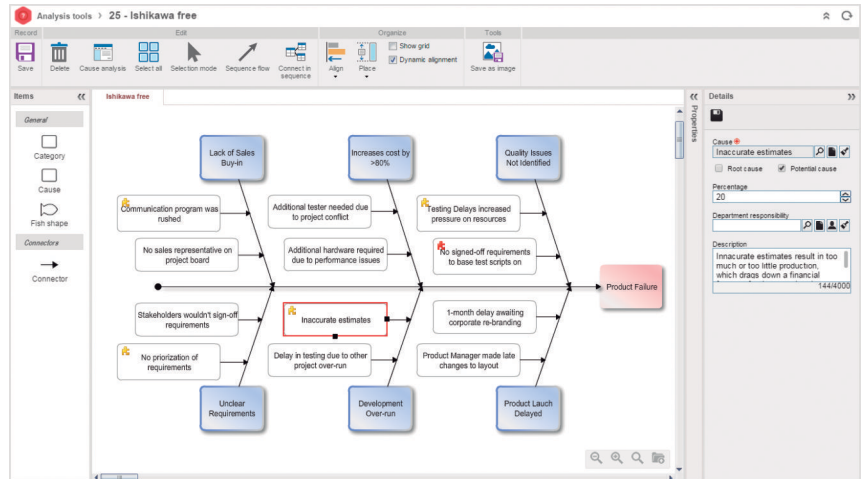 Analysis tools > 25 - Ishikawa free
Record
Edit
Organize
Tools
Save
Delete
Cause analysis
Select all
Selection mode
Sequence flow
Connect in
sequence
Align
Place
Show grid
Dynamic alignment
Save as image
Items
General
Category
Cause
Fish shape
Connectors
Connector
Ishikawa free
Lack of Sales
Buy-in
Increases cost by
>80%
Quality Issues
Not Identified
Communication program was
rushed
Additional tester needed due
to project conflict
Testing Delays increased
pressure on resources
No sales representative on
project board
Additional hardware required
due to performance issues
No signed-off requirements
to base test scripts on
Product Failure
Stakeholders wouldn't sign-off
requirements
Inaccurate estimates
1-month delay awaiting
corporate re-branding
No priorization of
requirements
Delay in testing due to other
project over-run
Product Manager made late
changes to layout
Unclear
Requirements
Development
Over-run
Product Lauch
Delayed
Properties
Details
Cause
Inaccurate estimates
Root cause
Potential cause
Percentage
20
Department responsibility
Description
Innacurate estimates result in too
much or too little production,
which drags down a financial
144/4000